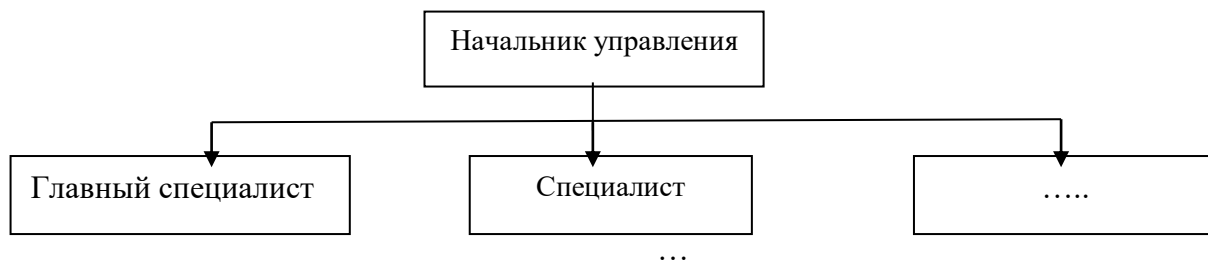 Начальник управления
Главный специалист
Специалист
…..
…